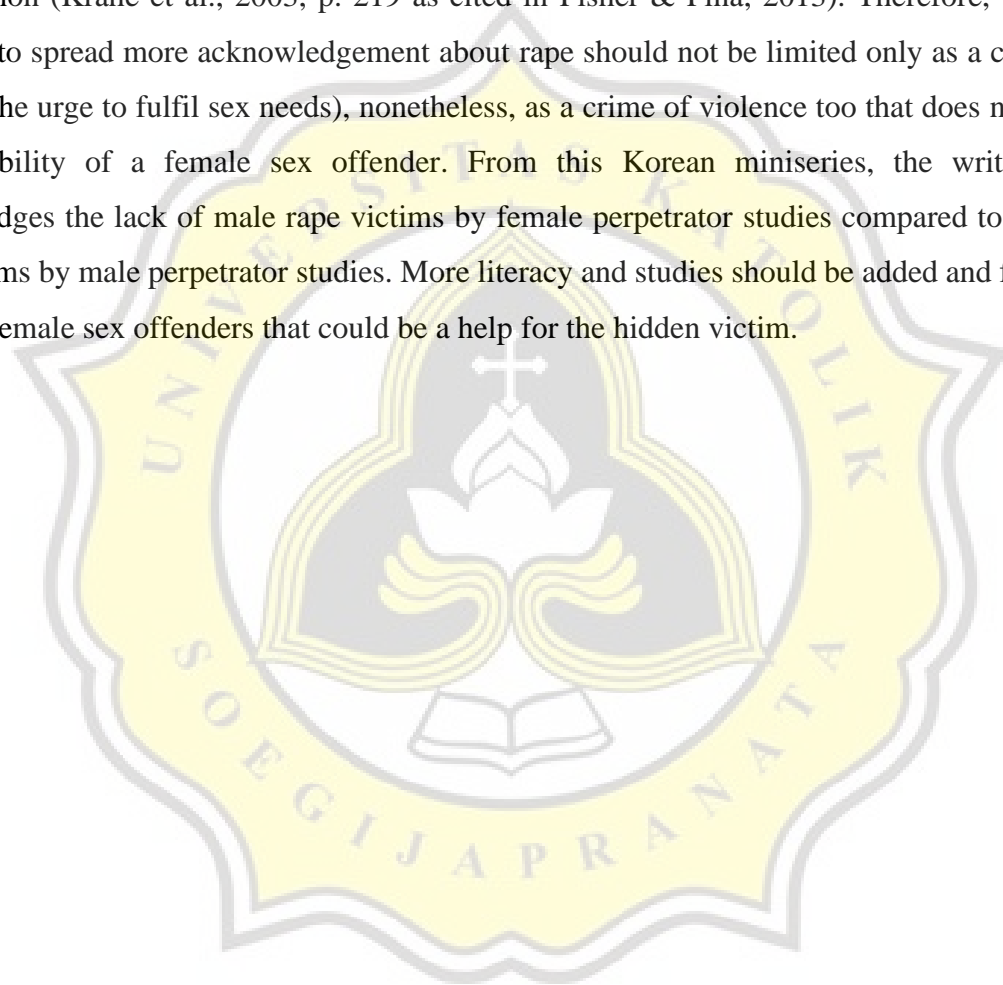 ion (Krahe et al., 2003, p. 219 as cited in Fisher & Pina, 2013). Therefore,
to spread more acknowledgement about rape should not be limited only as a c
he urge to fulfil sex needs), nonetheless, as a crime of violence too that does n
bility of a female sex offender. From this Korean miniseries, the writ
dges the lack of male rape victims by female perpetrator studies compared to
ms by male perpetrator studies. More literacy and studies should be added and f
emale sex offenders that could be a help for the hidden victim.
UNIVERSITAS KATOLIK
SOEGIJAPRANATA